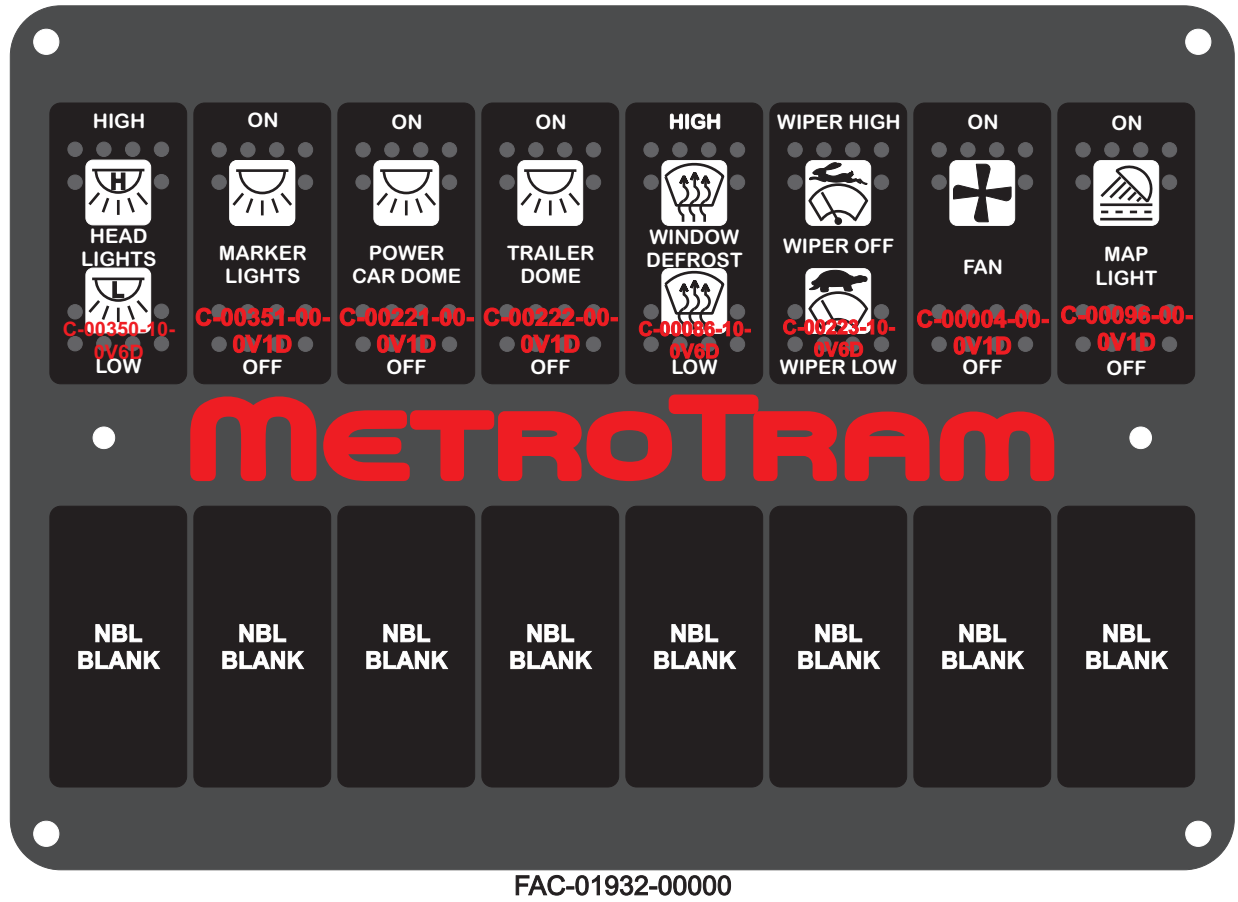 HIGH
H
HEAD
LIGHTS
L
C-00350-10-
0V6D
LOW
ON
MARKER
LIGHTS
C-00351-00-
0V1D
OFF
ON
POWER
CAR DOME
C-00221-00-
0V1D
OFF
ON
TRAILER
DOME
C-00222-00-
0V1D
OFF
HIGH
WINDOW
DEFROST
C-00086-10-
0V6D
LOW
WIPER HIGH
WIPER OFF
C-00223-10-
0V6D
WIPER LOW
ON
FAN
C-00004-00-
0V1D
OFF
ON
MAP
LIGHT
C-00096-00-
0V1D
OFF
METROTRAM
NBL
BLANK
NBL
BLANK
NBL
BLANK
NBL
BLANK
NBL
BLANK
NBL
BLANK
NBL
BLANK
NBL
BLANK
FAC-01932-00000